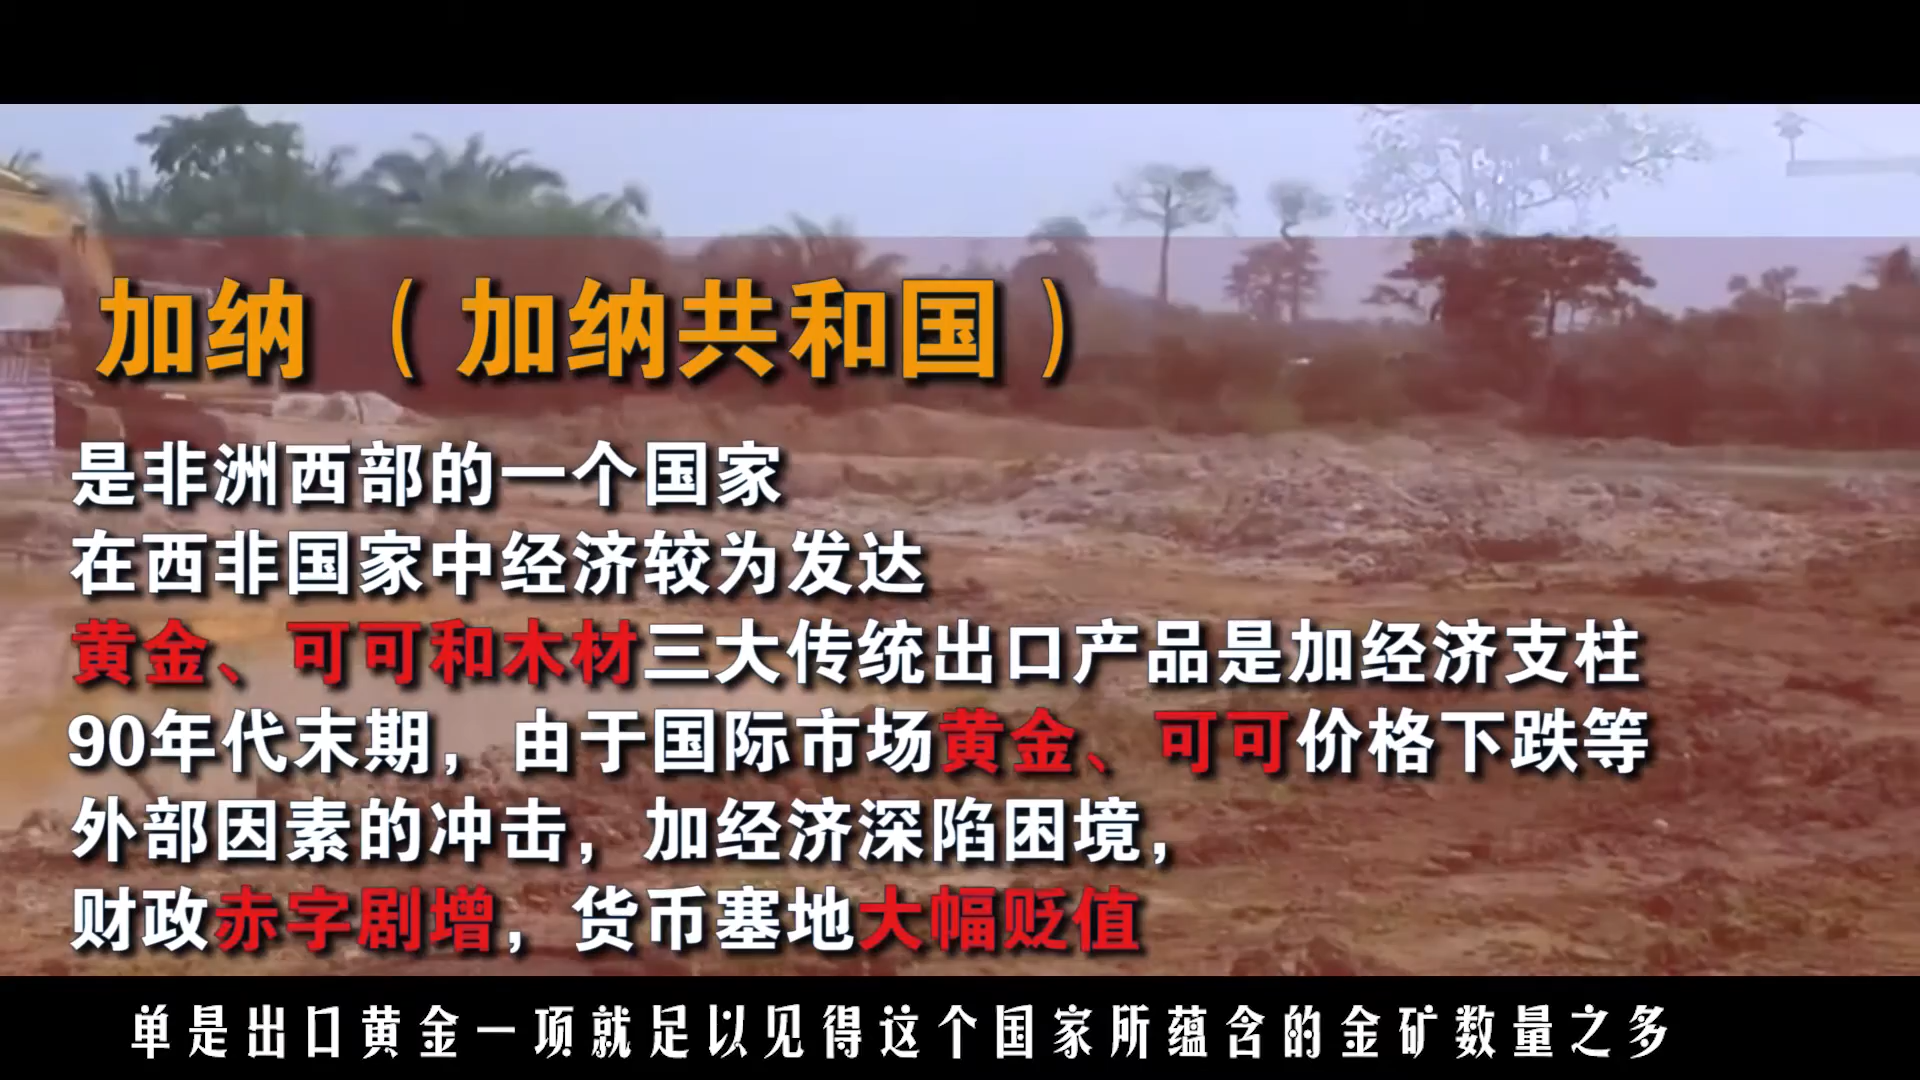 加纳（加纳共和国）
是非洲西部的一个国家
在西非国家中经济较为发达
黄金、可可和木材三大传统出口产品是加经济支柱
90年代末期，由于国际市场黄金、可可价格下跌等
外部因素的冲击，加经济深陷困境，
财政赤字剧增，货币塞地大幅贬值
单是出口黄金一项就足以见得这个国家所蕴含的金矿数量之多